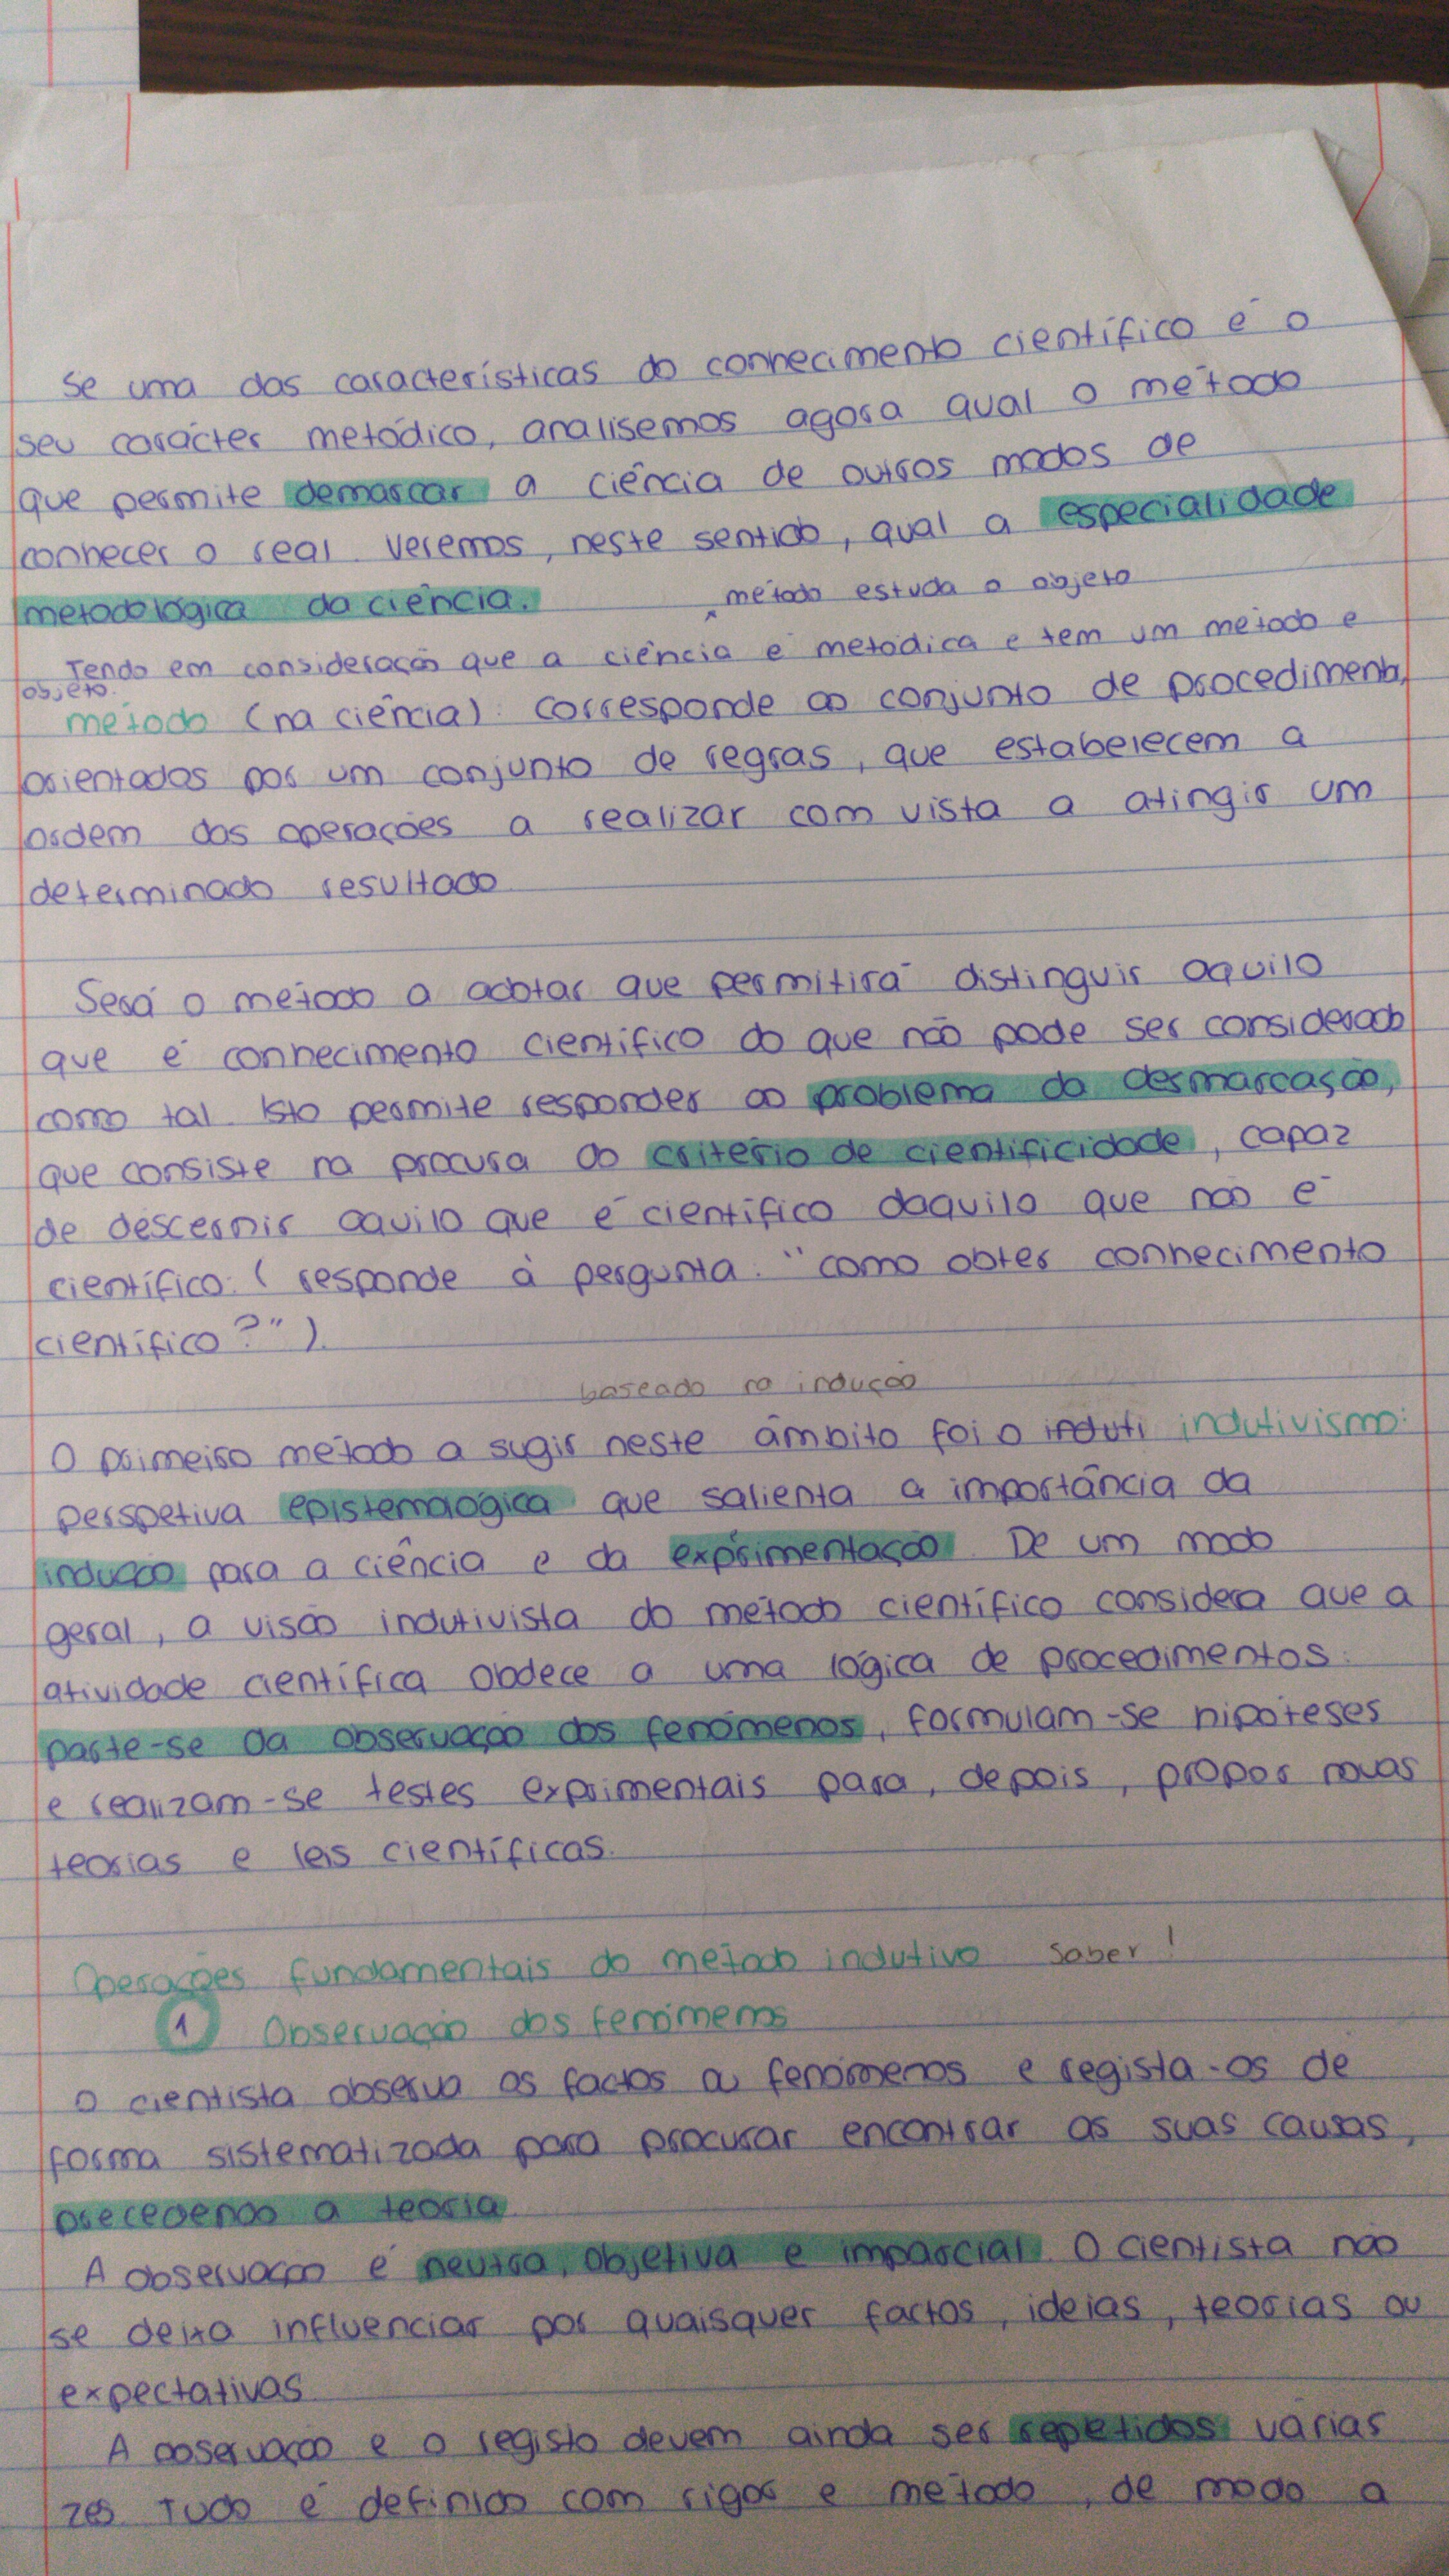 Se uma das características do conhecimento científico é o
seu carácter metódico, analisemos agora qual o método
que permite demarcar a ciência de outros modos de
conhecer o real. Veremos, neste sentido, qual a especialidade
metodológica da ciência.
método estuda o objeto
Tendo em consideração que a ciência é metódica e tem um método e
objeto.
método (na ciência): corresponde ao conjunto de procedimentos,
orientados por um conjunto de regras, que estabelecem a
ordem das operações a realizar com vista a atingir um
determinado resultado
Será o método a adotar que permitirá distinguir aquilo
que é conhecimento científico do que não pode ser considerado
como tal. Isto permite responder ao problema da desmarcação,
que consiste na procura do critério de cientificidade, capaz
de descernir aquilo que é científico daquilo que não é
científico. (responde à pergunta: "como obter conhecimento
científico?").
baseado na indução
O primeiro método a sugir neste âmbito foi o induti indutivismo:
perspetiva epistemológica que salienta a importância da
indução para a ciência e da exprimentação. De um modo
geral, a visão indutivista do método científico considera que a
atividade científica obdece a uma lógica de procedimentos:
parte-se da observação dos fenómenos, formulam-se hipóteses
e realizam-se testes exprimentais para, depois, propor novas
teorias e leis científicas.
Operações fundamentais do método indutivo saber!
1 Observação dos fenómenos
O cientista observa os factos ou fenómenos e regista-os de
forma sistematizada para procurar encontrar as suas causas,
precedendo a teoria.
A observação é neutra, objetiva e imparcial. O cientista não
se deixa influenciar por quaisquer factos, ideias, teorias ou
expectativas
A observação e o registo devem ainda ser repetidos várias
zes. Tudo é definido com rigor e método, de modo a